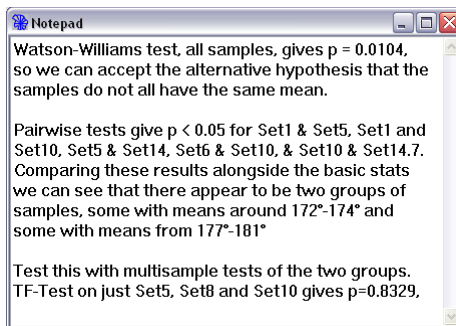 Notepad
Watson-Williams test, all samples, gives p = 0.0104,
so we can accept the alternative hypothesis that the
samples do not all have the same mean.
Pairwise tests give p < 0.05 for Set1 & Set5, Set1 and
Set10, Set5 & Set14, Set6 & Set10, & Set10 & Set14.7.
Comparing these results alongside the basic stats
we can see that there appear to be two groups of
samples, some with means around 172°-174° and
some with means from 177°-181°
Test this with multisample tests of the two groups.
TF-Test on just Set5, Set8 and Set10 gives p=0.8329,